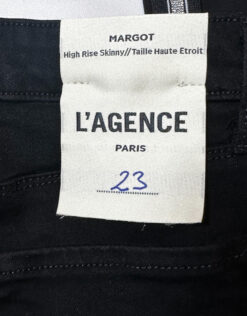 MARGOT
High Rise Skinny//Taille Haute Etroit
L'AGENCE
PARIS
23